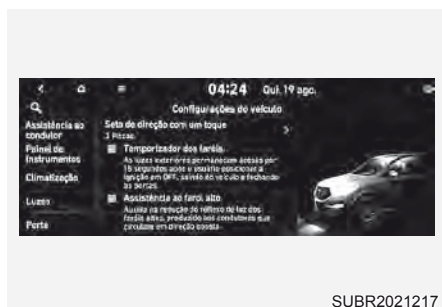 04:24 Qui. 19 ago.
Configurações do veículo
Assistência ao condutor
Seta de direção com um toque
3 Piscas
Painel de instrumentos
Temporizador dos faróis
As luzes exteriores permanecem acesas por
15 segundos após o usuário posicionar a
ignição em OFF, saindo do veículo e fechando
as portas.
Climatização
Luzes
Assistência ao farol alto
Auxilia na redução do reflexo de luz dos
faróis altos, produzido aos condutores que
circulam em direção oposta.
Porta
SUBR2021217